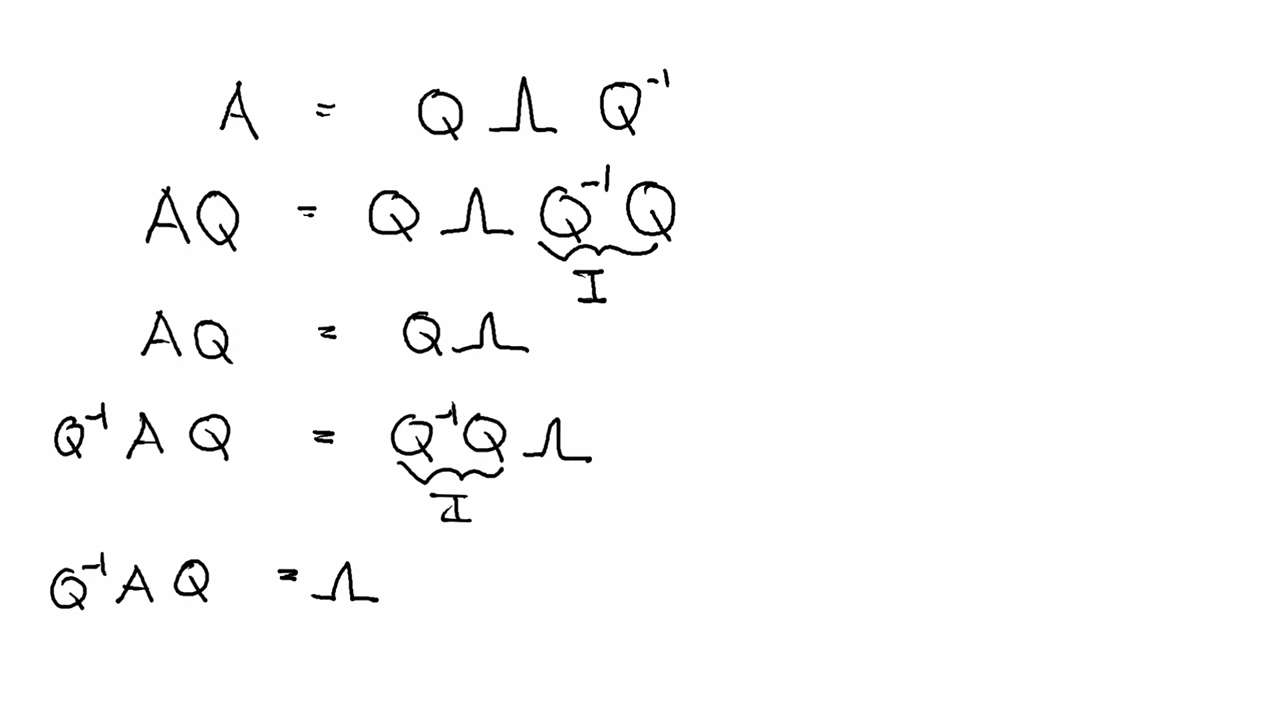 A = Q Λ Q⁻¹
AQ = Q Λ Q⁻¹Q
I
AQ = QΛ
Q⁻¹ A Q = Q⁻¹Q Λ
I
Q⁻¹ A Q = Λ